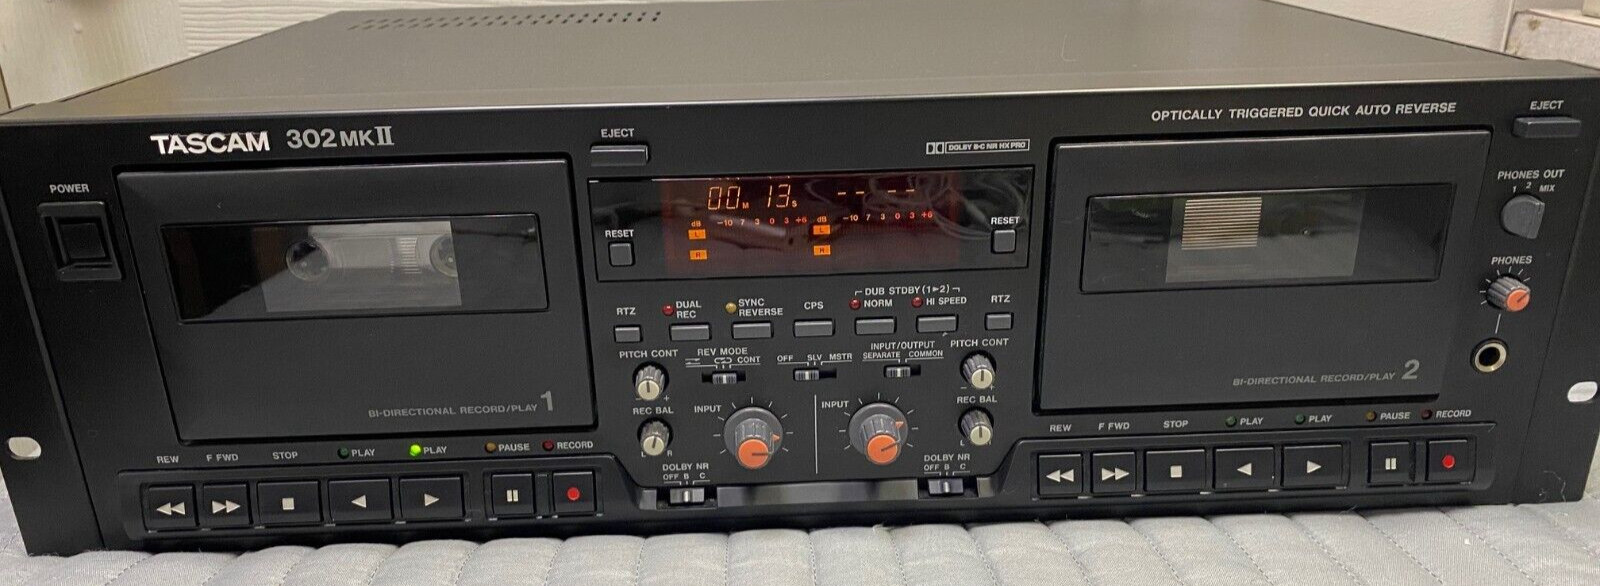 TASCAM 302 MKII
OPTICALLY TRIGGERED QUICK AUTO REVERSE
EJECT
EJECT
DOLBY B·C NR HX PRO
POWER
PHONES OUT
1 2 MIX
00M 13S -- --
dB -10 7 3 0 3 +6 dB -10 7 3 0 3 +6
L L
R R
RESET
RESET
PHONES
RTZ
DUAL REC
SYNC REVERSE
CPS
DUB STDBY (1►2)
NORM
HI SPEED
RTZ
PITCH CONT
- +
REV MODE
CONT
OFF SLV MSTR
INPUT/OUTPUT
SEPARATE COMMON
PITCH CONT
- +
REC BAL
L R
INPUT
INPUT
REC BAL
L
DOLBY NR
OFF B C
DOLBY NR
OFF B C
BI-DIRECTIONAL RECORD/PLAY 1
BI-DIRECTIONAL RECORD/PLAY 2
REW F FWD STOP PLAY PLAY PAUSE RECORD
REW F FWD STOP PLAY PLAY PAUSE RECORD